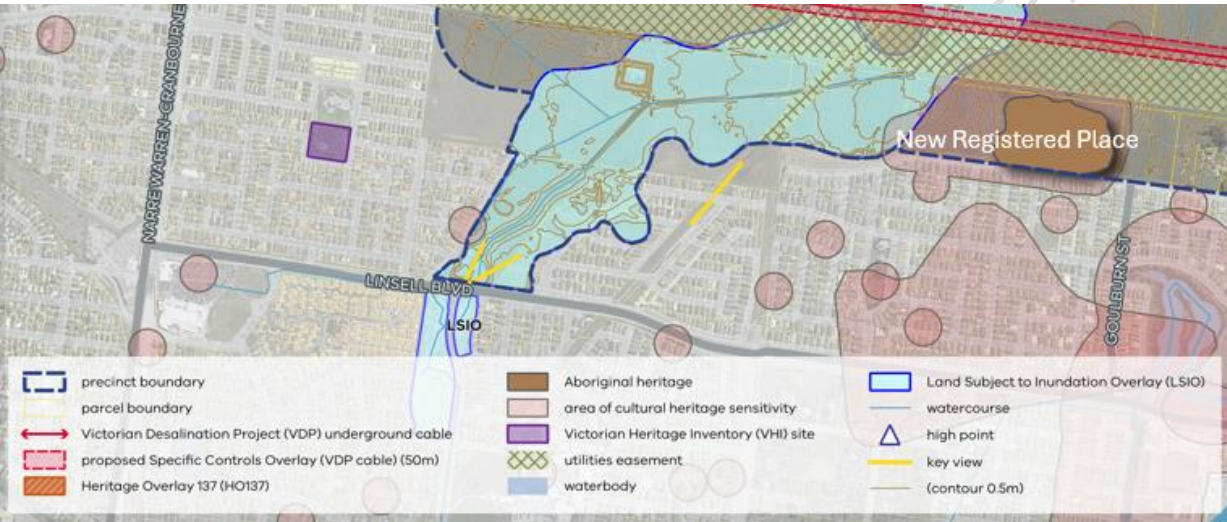 NARRE WARREN-CRANBOURNE
New Registered Place
LINSELL BLVD
GOULBURN ST
LSIO
precinct boundary
parcel boundary
Victorian Desalination Project (VDP) underground cable
proposed Specific Controls Overlay (VDP cable) (50m)
Heritage Overlay 137 (HO137)
Aboriginal heritage
area of cultural heritage sensitivity
Victorian Heritage Inventory (VHI) site
utilities easement
waterbody
Land Subject to Inundation Overlay (LSIO)
watercourse
high point
key view
(contour 0.5m)